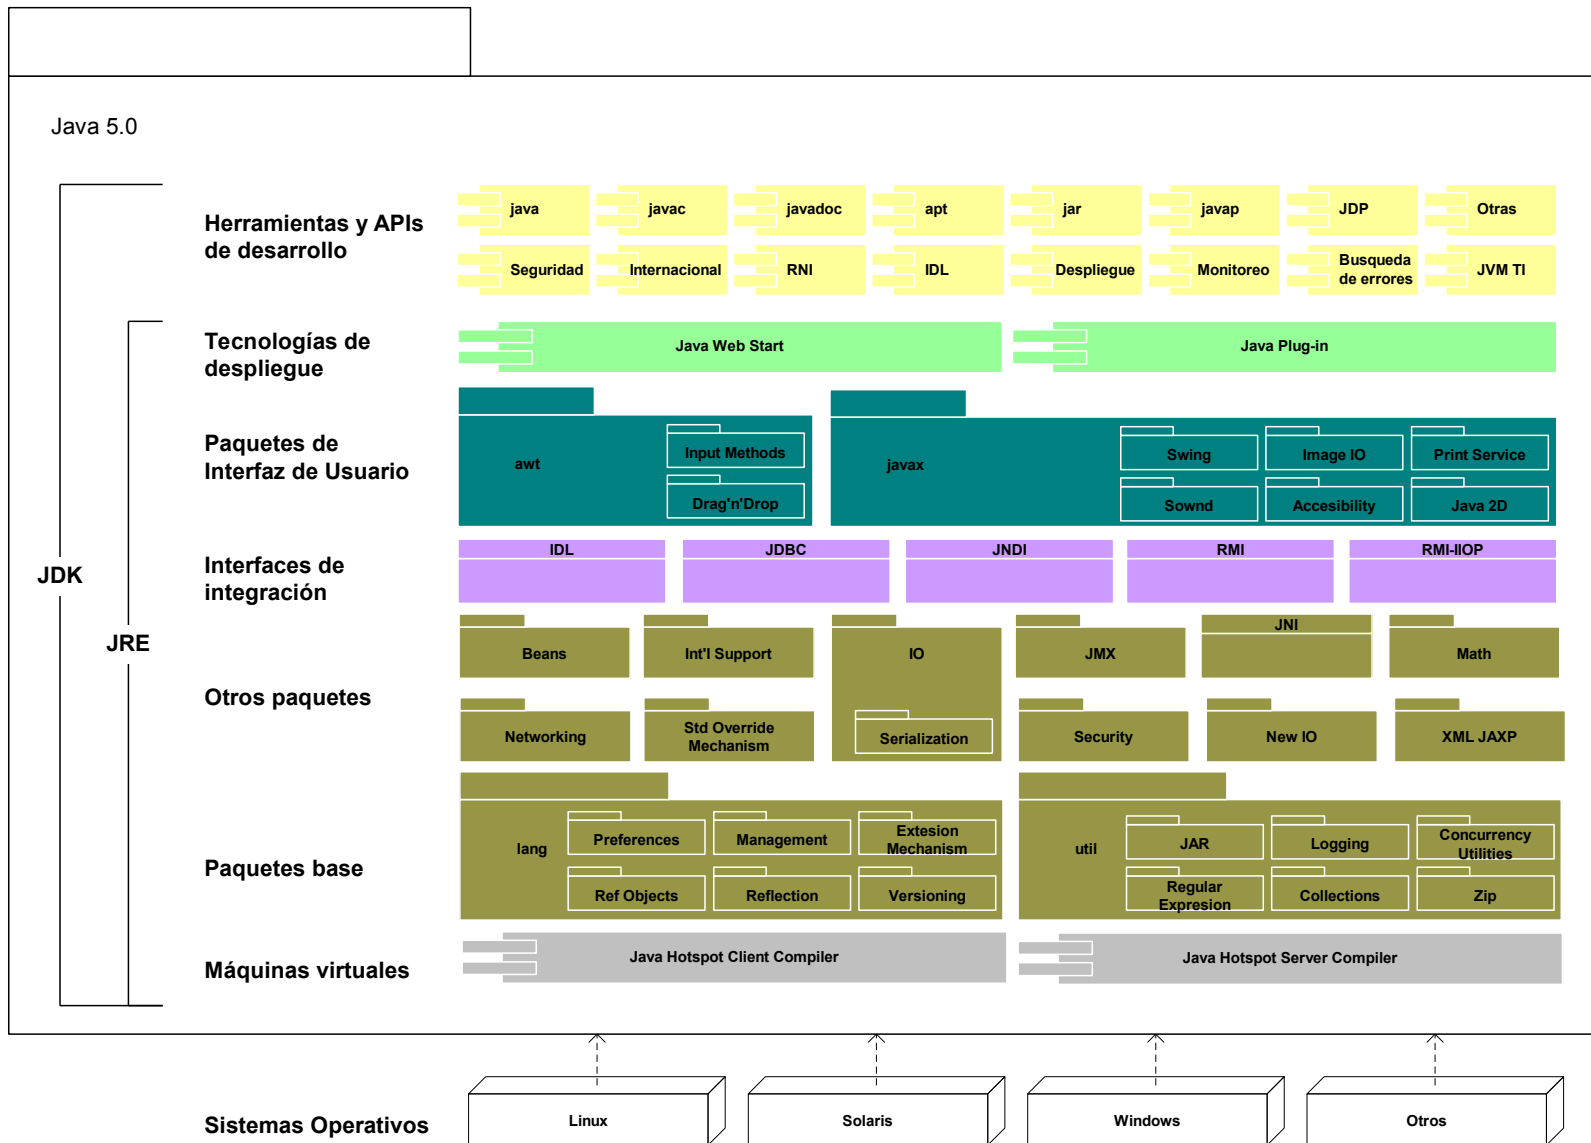 Java 5.0
Herramientas y APIs
de desarrollo
java
javac
javadoc
apt
jar
javap
JDP
Otras
Seguridad
Internacional
RNI
IDL
Despliegue
Monitoreo
Busqueda
de errores
JVM TI
Tecnologías de
despliegue
Java Web Start
Java Plug-in
Paquetes de
Interfaz de Usuario
awt
Input Methods
Drag'n'Drop
javax
Swing
Image IO
Print Service
Sownd
Accesibility
Java 2D
JDK
Interfaces de
integración
IDL
JDBC
JNDI
RMI
RMI-IIOP
JRE
Otros paquetes
Beans
Int'l Support
IO
JMX
JNI
Math
Networking
Std Override
Mechanism
Serialization
Security
New IO
XML JAXP
Paquetes base
lang
Preferences
Management
Extesion
Mechanism
Ref Objects
Reflection
Versioning
util
JAR
Logging
Concurrency
Utilities
Regular
Expresion
Collections
Zip
Máquinas virtuales
Java Hotspot Client Compiler
Java Hotspot Server Compiler
Sistemas Operativos
Linux
Solaris
Windows
Otros